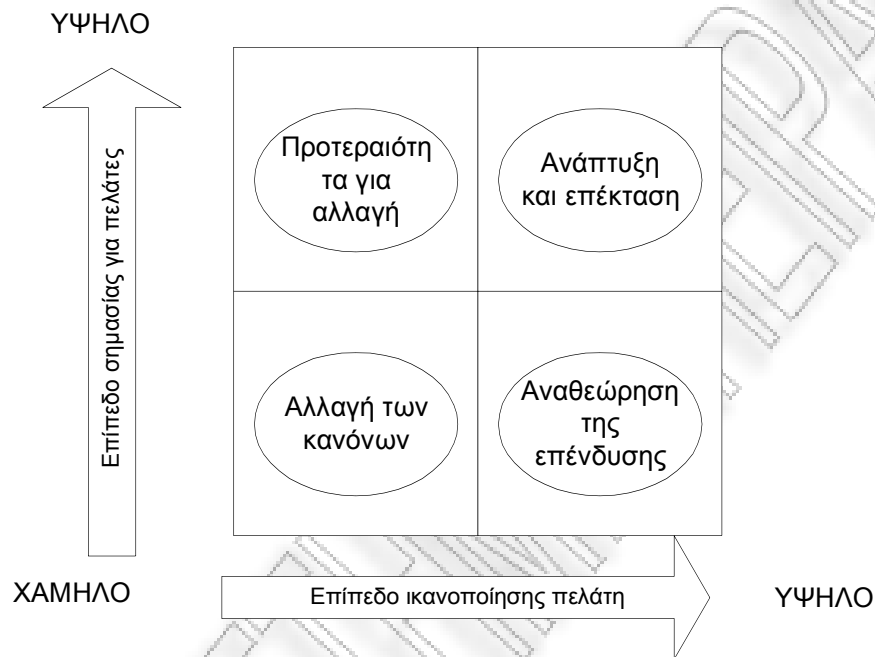 ΥΨΗΛΟ
Επίπεδο σημασίας για πελάτες
Προτεραιότη
τα για
αλλαγή
Ανάπτυξη
και επέκταση
Αλλαγή των
κανόνων
Αναθεώρηση
της
επένδυσης
ΧΑΜΗΛΟ
Επίπεδο ικανοποίησης πελάτη
ΥΨΗΛΟ